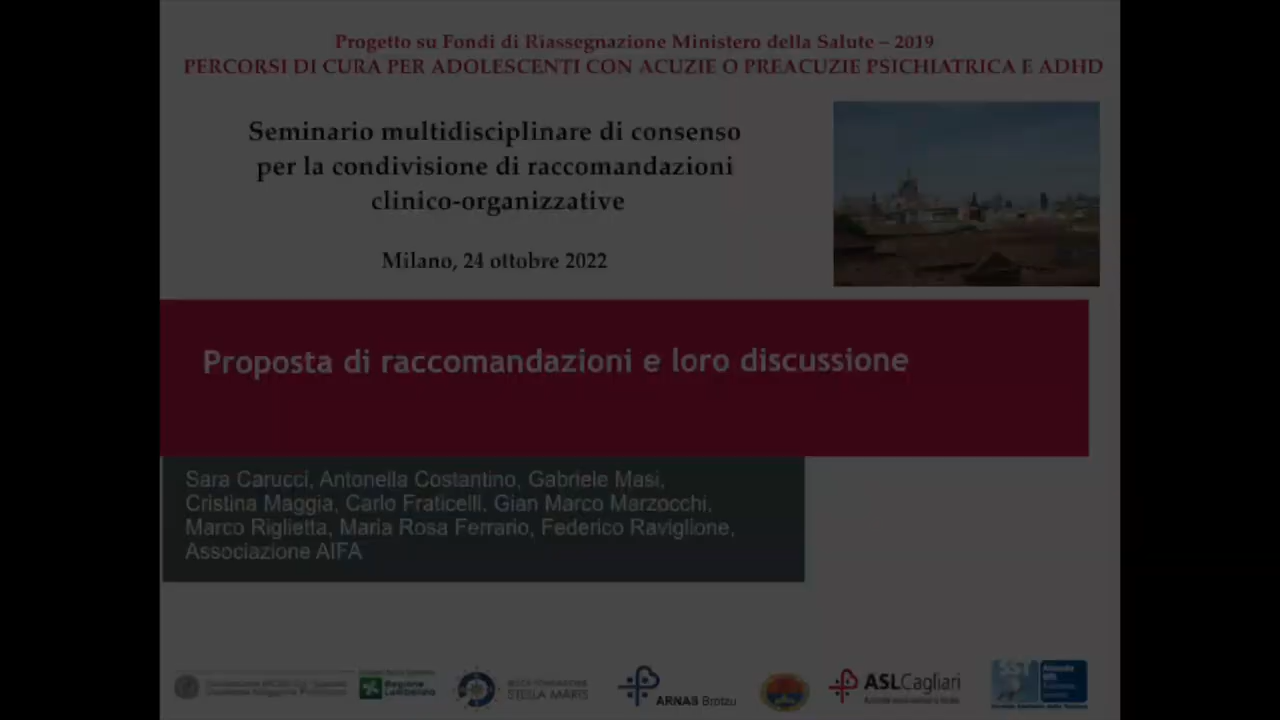 Progetto su Fondi di Riassegnazione Ministero della Salute – 2019
PERCORSI DI CURA PER ADOLESCENTI CON ACUZIE O PREACUZIE PSICHIATRICA E ADHD
Seminario multidisciplinare di consenso
per la condivisione di raccomandazioni
clinico-organizzative
Milano, 24 ottobre 2022
Proposta di raccomandazioni e loro discussione
Sara Carucci, Antonella Costantino, Gabriele Masi,
Cristina Maggia, Carlo Fraticelli, Gian Marco Marzocchi,
Marco Riglietta, Maria Rosa Ferrario, Federico Raviglione,
Associazione AIFA
Regione
Lombardia
STELLA MARIS
ARNAS Brotzu
ASLCagliari
SST